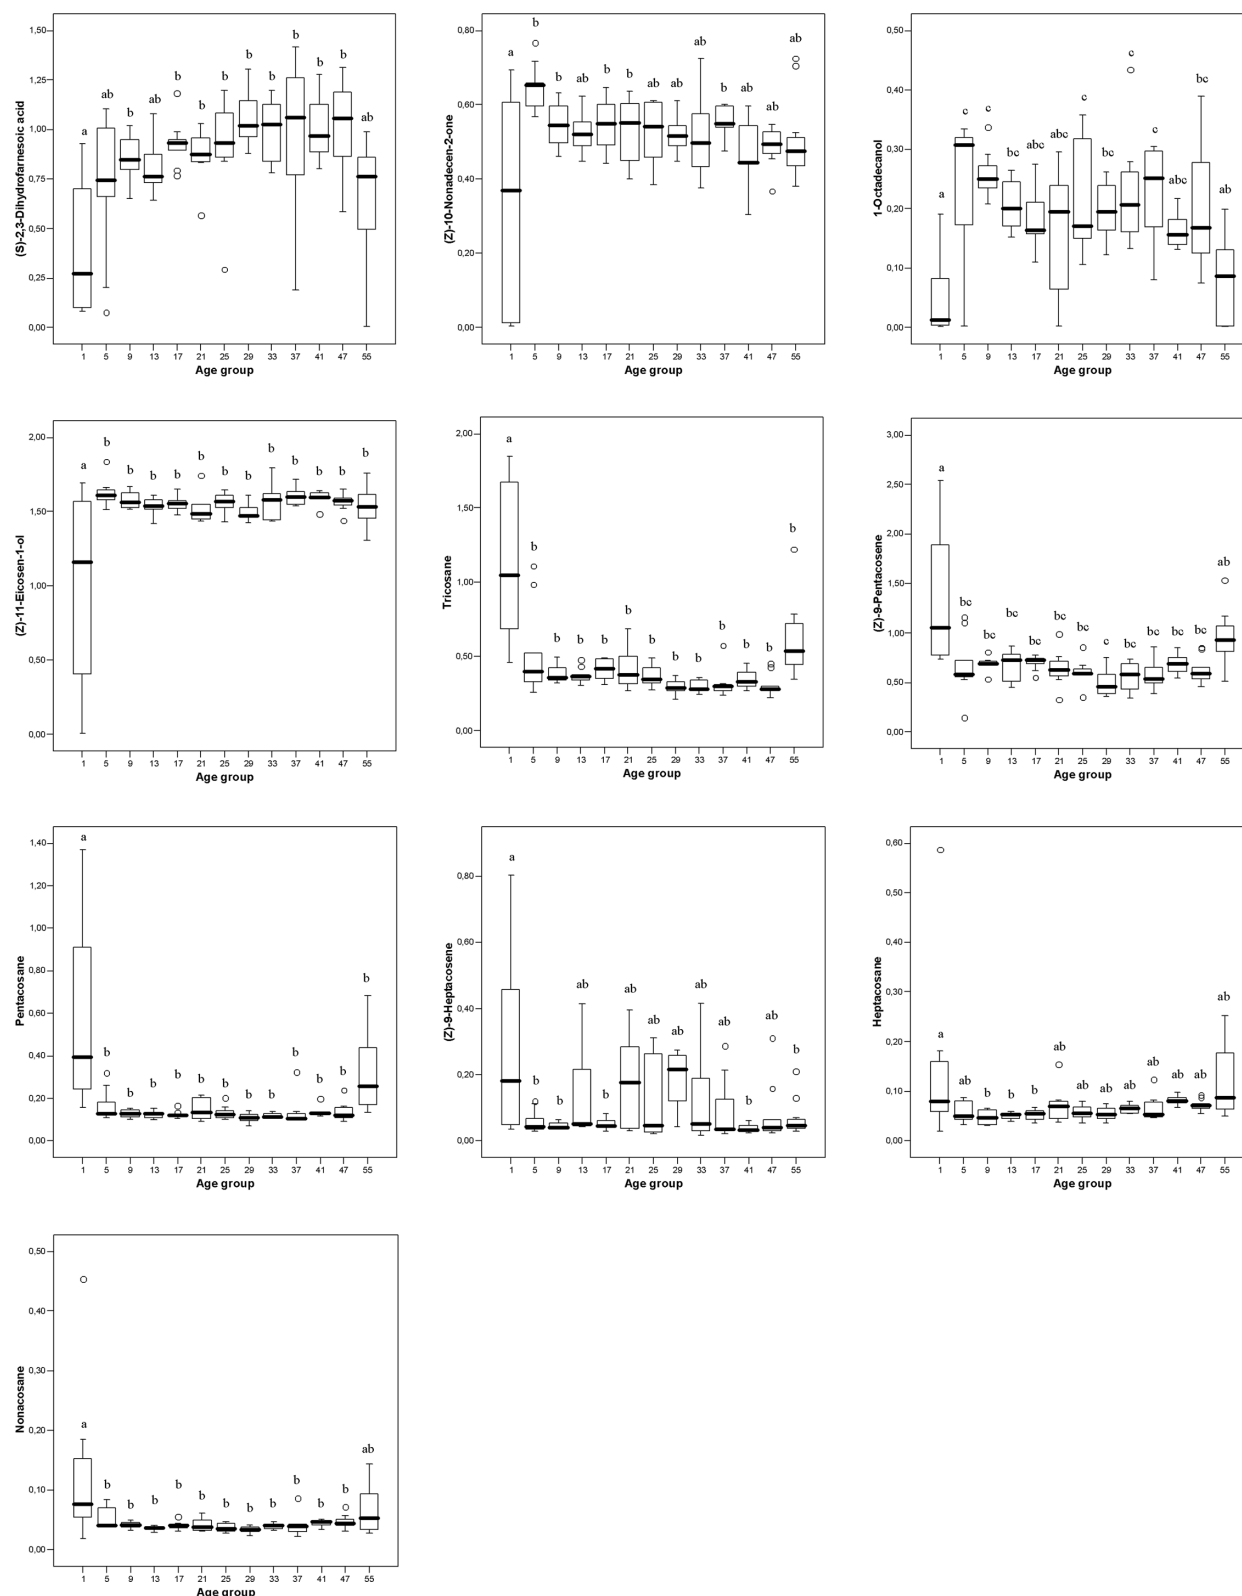 (S)-2,3-Dihydrofarnesoic acid
1,50
1,25
1,00
0,75
0,50
0,25
0,00
a ab b ab b b b b b b b b ab
1 5 9 13 17 21 25 29 33 37 41 47 55
Age group
(Z)-10-Nonadecen-2-one
0,80
0,60
0,40
0,20
0,00
a b b ab b b ab ab ab b ab ab ab
1 5 9 13 17 21 25 29 33 37 41 47 55
Age group
1-Octadecanol
0,50
0,40
0,30
0,20
0,10
0,00
a c c bc abc abc c bc c c abc bc ab
1 5 9 13 17 21 25 29 33 37 41 47 55
Age group
(Z)-11-Eicosen-1-ol
2,00
1,50
1,00
0,50
0,00
a b b b b b b b b b b b b
1 5 9 13 17 21 25 29 33 37 41 47 55
Age group
Tricosane
2,00
1,50
1,00
0,50
0,00
a b b b b b b b b b b b b
1 5 9 13 17 21 25 29 33 37 41 47 55
Age group
(Z)-9-Pentacosene
3,00
2,50
2,00
1,50
1,00
0,50
0,00
a bc bc bc bc bc bc c bc bc bc bc ab
1 5 9 13 17 21 25 29 33 37 41 47 55
Age group
Pentacosane
1,40
1,20
1,00
0,80
0,60
0,40
0,20
0,00
a b b b b b b b b b b b b
1 5 9 13 17 21 25 29 33 37 41 47 55
Age group
(Z)-9-Heptacosene
0,80
0,60
0,40
0,20
0,00
a b b ab b ab ab ab ab ab b ab b
1 5 9 13 17 21 25 29 33 37 41 47 55
Age group
Heptacosane
0,60
0,50
0,40
0,30
0,20
0,10
0,00
a ab b b b ab ab ab ab ab ab ab ab
1 5 9 13 17 21 25 29 33 37 41 47 55
Age group
Nonacosane
0,50
0,40
0,30
0,20
0,10
0,00
a b b b b b b b b b b b ab
1 5 9 13 17 21 25 29 33 37 41 47 55
Age group